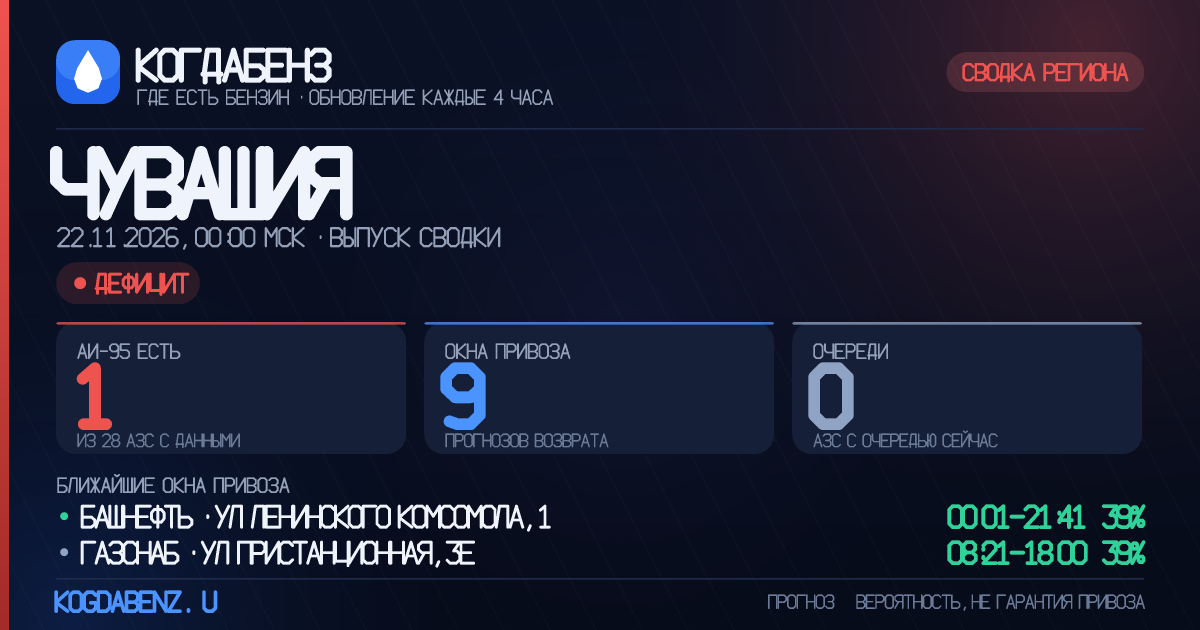 КОГДАБЕНЗ
ГДЕ ЕСТЬ БЕНЗИН · ОБНОВЛЕНИЕ КАЖДЫЕ 4 ЧАСА
СВОДКА РЕГИОНА
ЧУВАШИЯ
22.11.2026, 00:00 МСК · ВЫПУСК СВОДКИ
• ДЕФИЦИТ
АИ-95 ЕСТЬ
1
ИЗ 28 АЗС С ДАННЫМИ
ОКНА ПРИВОЗА
9
ПРОГНОЗОВ ВОЗВРАТА
ОЧЕРЕДИ
0
АЗС С ОЧЕРЕДЬЮ СЕЙЧАС
БЛИЖАЙШИЕ ОКНА ПРИВОЗА
• БАШНЕФТЬ · УЛ ЛЕНИНСКОГО КОМСОМОЛА, 1 00:01-21:41 39%
• ГАЗСНАБ · УЛ ПРИСТАНЦИОННАЯ, 3Е 08:21-18:00 39%
KOGDABENZ. U
ПРОГНОЗ ВЕРОЯТНОСТЬ, НЕ ГАРАНТИЯ ПРИВОЗА